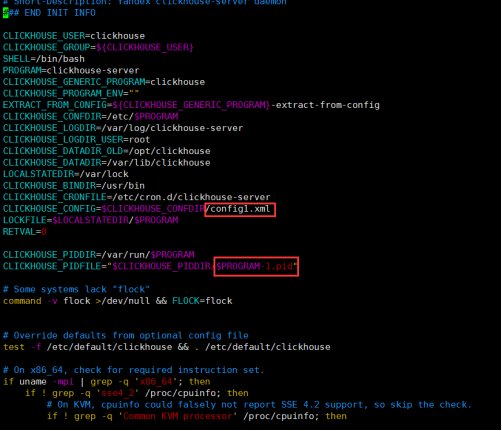 # Short-Description: Yandex clickhouse-server daemon
### END INIT INFO
CLICKHOUSE_USER=clickhouse
CLICKHOUSE_GROUP=${CLICKHOUSE_USER}
SHELL=/bin/bash
PROGRAM=clickhouse-server
CLICKHOUSE_GENERIC_PROGRAM=clickhouse
CLICKHOUSE_PROGRAM_ENV=""
EXTRACT_FROM_CONFIG=${CLICKHOUSE_GENERIC_PROGRAM}-extract-from-config
CLICKHOUSE_CONFDIR=/etc/$PROGRAM
CLICKHOUSE_LOGDIR=/var/log/clickhouse-server
CLICKHOUSE_LOGDIR_USER=root
CLICKHOUSE_DATADIR_OLD=/opt/clickhouse
CLICKHOUSE_DATADIR=/var/lib/clickhouse
LOCALSTATEDIR=/var/lock
CLICKHOUSE_BINDIR=/usr/bin
CLICKHOUSE_CRONFILE=/etc/cron.d/clickhouse-server
CLICKHOUSE_CONFIG=$CLICKHOUSE_CONFDIR/config1.xml
LOCKFILE=$LOCALSTATEDIR/$PROGRAM
RETVAL=0
CLICKHOUSE_PIDDIR=/var/run/$PROGRAM
CLICKHOUSE_PIDFILE="$CLICKHOUSE_PIDDIR/$PROGRAM-1.pid"
# Some systems lack "flock"
command -v flock >/dev/null && FLOCK=flock
# Override defaults from optional config file
test -f /etc/default/clickhouse && . /etc/default/clickhouse
# On x86_64, check for required instruction set.
if uname -mpi | grep -q 'x86_64'; then
if ! grep -q 'sse4_2' /proc/cpuinfo; then
# On KVM, cpuinfo could falsely not report SSE 4.2 support, so skip the check.
if ! grep -q 'Common KVM processor' /proc/cpuinfo; then